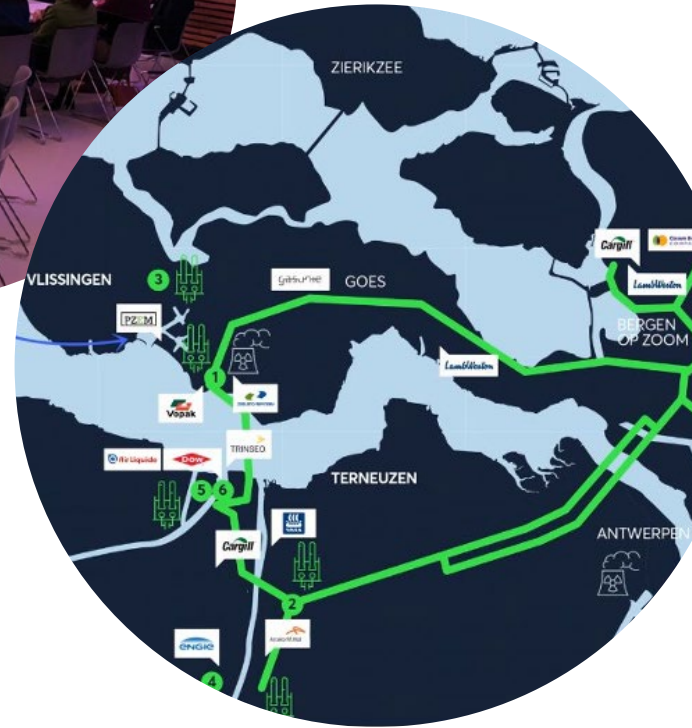 ZIERIKZEE
Cargill
LambWeston
VLISSINGEN
3
gasunie
GOES
PZEM
BERGEN
OP ZOOM
LambWeston
1
Vopak
TRINSEO
Air Liquide
DOW
TERNEUZEN
5
6
YARA
Cargill
ANTWERPEN
2
ArcelorMittal
ENGIE
4